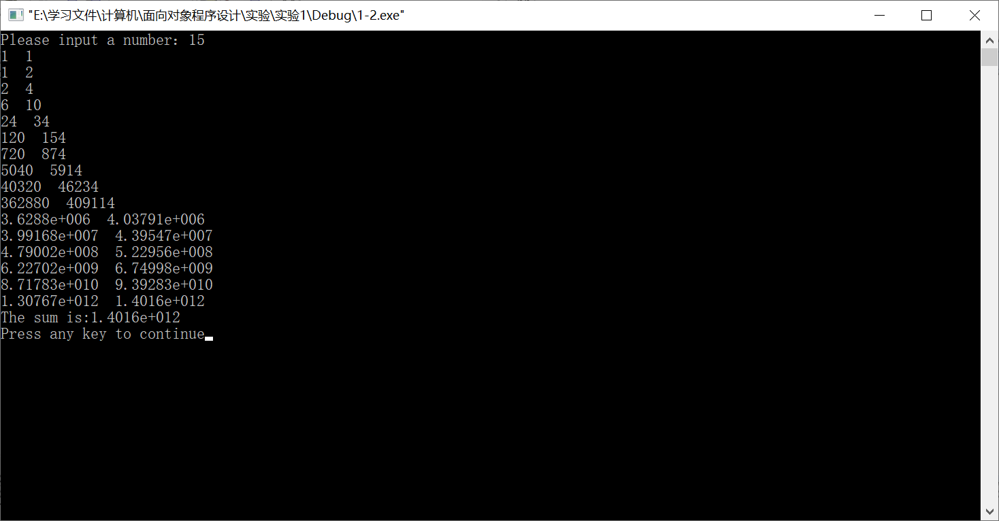 "E:\学习文件\计算机\面向对象程序设计\实验\实验1\Debug\1-2.exe"
Please input a number: 15
1  1
1  2
2  4
6  10
24  34
120  154
720  874
5040  5914
40320  46234
362880  409114
3.6288e+006  4.03791e+006
3.99168e+007  4.39547e+007
4.79002e+008  5.22956e+008
6.22702e+009  6.74998e+009
8.71783e+010  9.39283e+010
1.30767e+012  1.4016e+012
The sum is:1.4016e+012
Press any key to continue